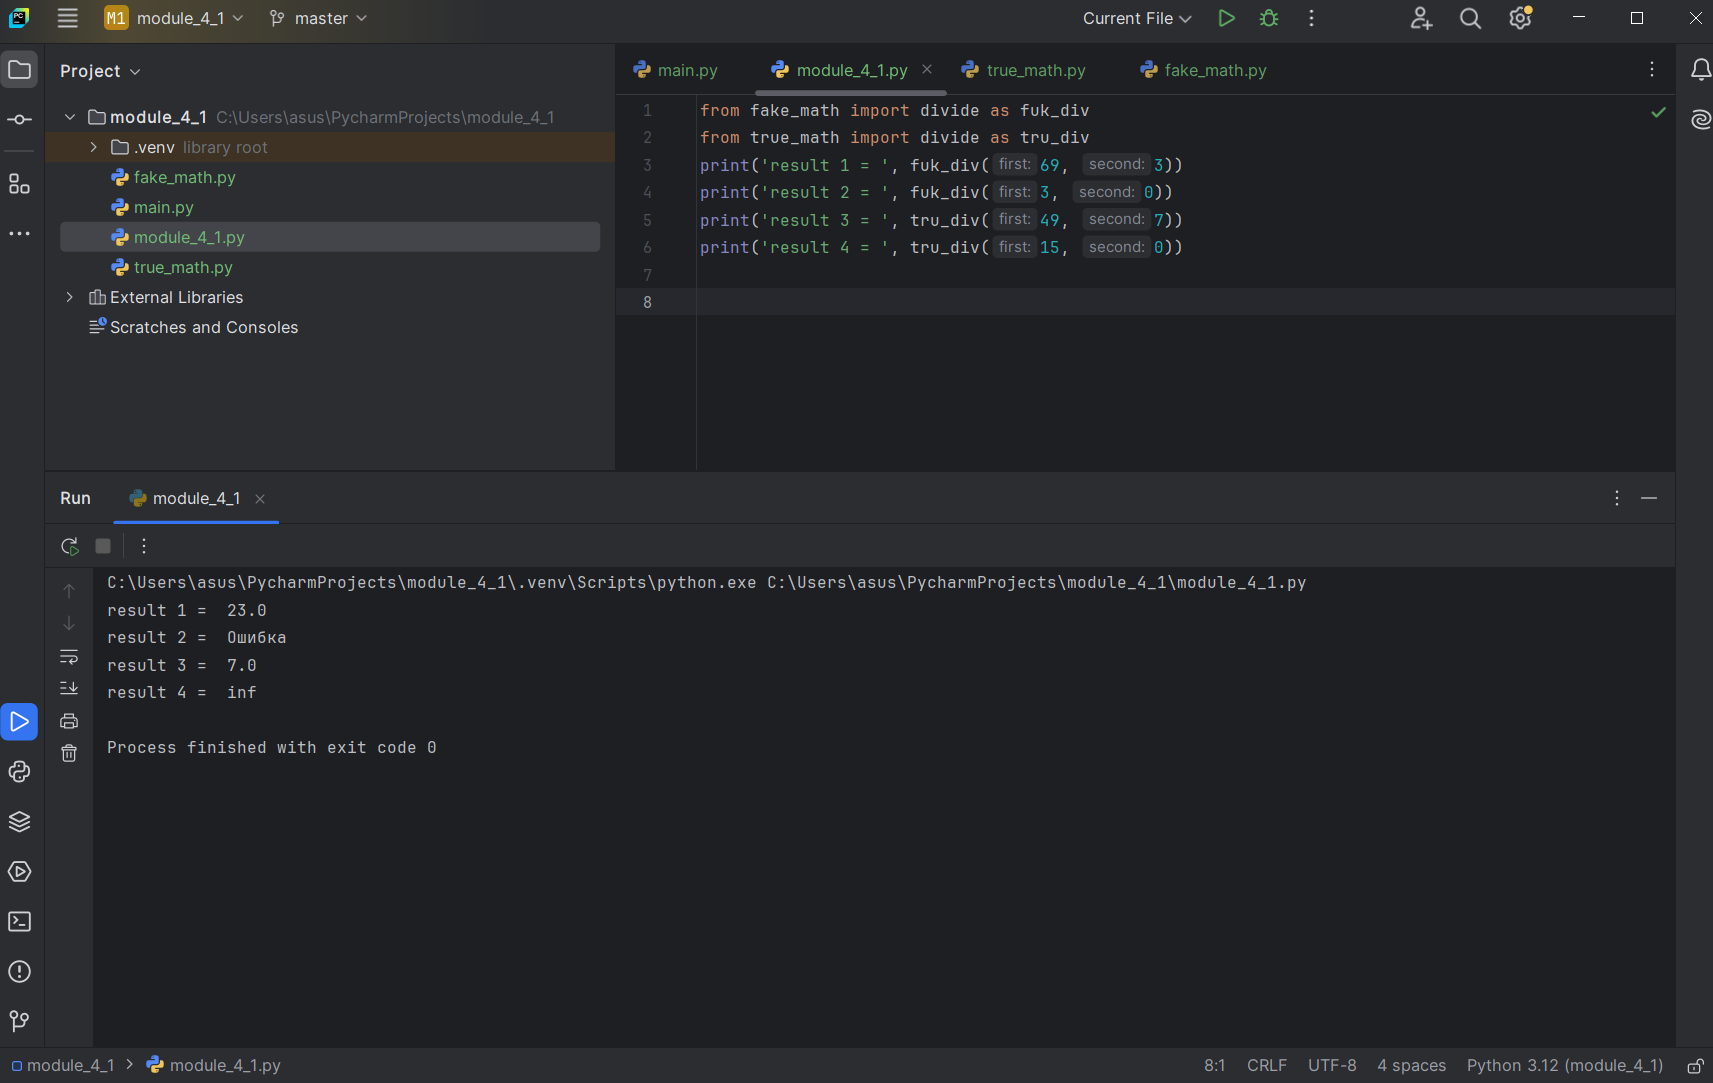 PC
M1 module_4_1 master Current File
Project
main.py module_4_1.py true_math.py fake_math.py
module_4_1 C:\Users\asus\PycharmProjects\module_4_1
.venv library root
fake_math.py
main.py
module_4_1.py
true_math.py
External Libraries
Scratches and Consoles
1 from fake_math import divide as fuk_div
2 from true_math import divide as tru_div
3 print('result 1 = ', fuk_div( first: 69, second: 3))
4 print('result 2 = ', fuk_div( first: 3, second: 0))
5 print('result 3 = ', tru_div( first: 49, second: 7))
6 print('result 4 = ', tru_div( first: 15, second: 0))
7
8
Run module_4_1
C:\Users\asus\PycharmProjects\module_4_1\.venv\Scripts\python.exe C:\Users\asus\PycharmProjects\module_4_1\module_4_1.py
result 1 =  23.0
result 2 =  Ошибка
result 3 =  7.0
result 4 =  inf
Process finished with exit code 0
module_4_1 > module_4_1.py 8:1 CRLF UTF-8 4 spaces Python 3.12 (module_4_1)